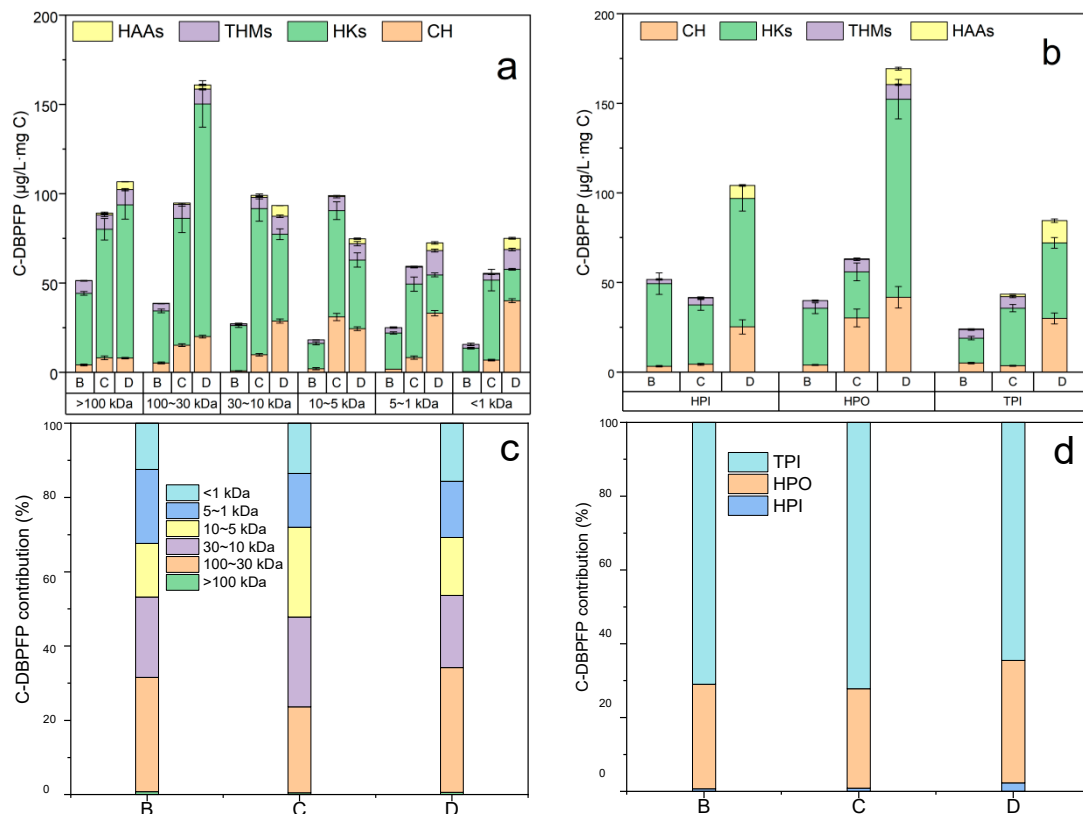 HAAs THMs HKs CH
a
C-DBPFP (μg/L·mg C)
200
150
100
50
0
B C D B C D B C D B C D B C D B C D
>100 kDa 100~30 kDa 30~10 kDa 10~5 kDa 5~1 kDa <1 kDa
CH HKs THMs HAAs
b
C-DBPFP (μg/L·mg C)
200
150
100
50
0
B C D B C D B C D
HPI HPO TPI
c
C-DBPFP contribution (%)
100
80
60
40
20
0
<1 kDa
5~1 kDa
10~5 kDa
30~10 kDa
100~30 kDa
>100 kDa
B C D
d
C-DBPFP contribution (%)
100
80
60
40
20
0
TPI
HPO
HPI
B C D